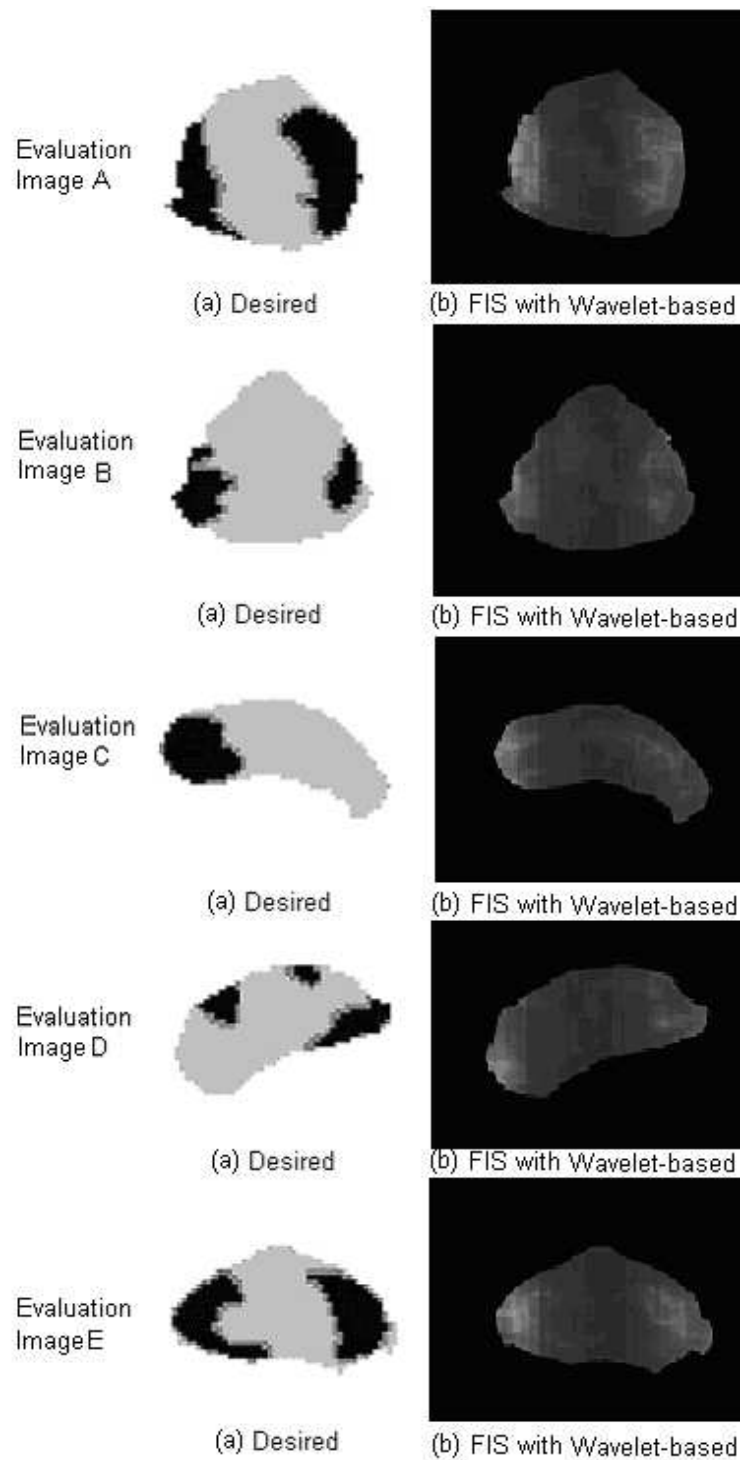 Evaluation
Image A
(a) Desired
(b) FIS with Wavelet-based
Evaluation
Image B
(a) Desired
(b) FIS with Wavelet-based
Evaluation
Image C
(a) Desired
(b) FIS with Wavelet-based
Evaluation
Image D
(a) Desired
(b) FIS with Wavelet-based
Evaluation
Image E
(a) Desired
(b) FIS with Wavelet-based